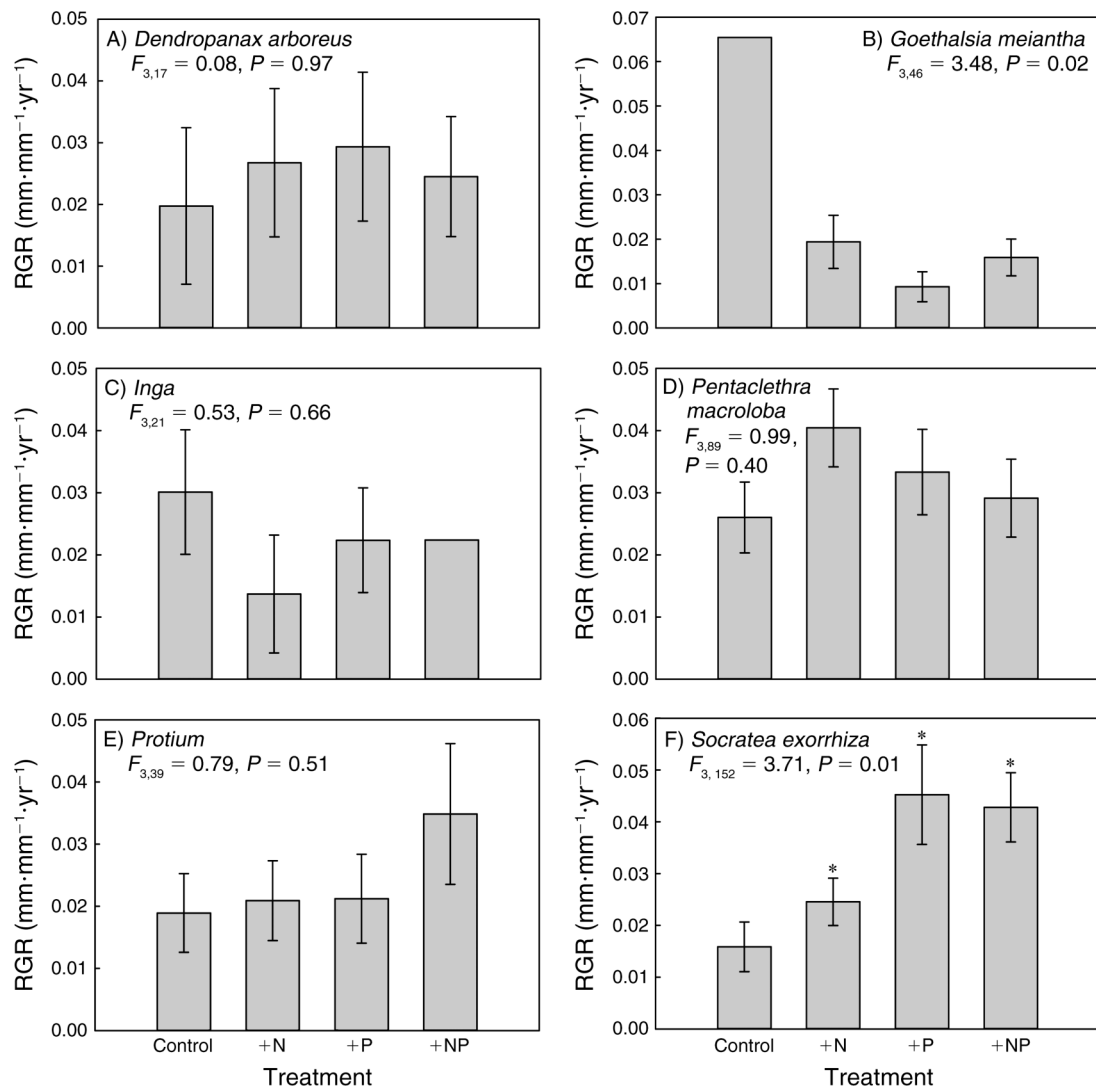 A) Dendropanax arboreus
F3,17 = 0.08, P = 0.97
RGR (mm·mm−1·yr−1)
0.05
0.04
0.03
0.02
0.01
0.00
B) Goethalsia meiantha
F3,46 = 3.48, P = 0.02
RGR (mm·mm−1·yr−1)
0.07
0.06
0.05
0.04
0.03
0.02
0.01
0.00
C) Inga
F3,21 = 0.53, P = 0.66
RGR (mm·mm−1·yr−1)
0.05
0.04
0.03
0.02
0.01
0.00
D) Pentaclethra
macroloba
F3,89 = 0.99,
P = 0.40
RGR (mm·mm−1·yr−1)
0.05
0.04
0.03
0.02
0.01
0.00
E) Protium
F3,39 = 0.79, P = 0.51
RGR (mm·mm−1·yr−1)
0.05
0.04
0.03
0.02
0.01
0.00
Control +N +P +NP
Treatment
F) Socratea exorrhiza
F3, 152 = 3.71, P = 0.01
* * *
RGR (mm·mm−1·yr−1)
0.06
0.05
0.04
0.03
0.02
0.01
0.00
Control +N +P +NP
Treatment